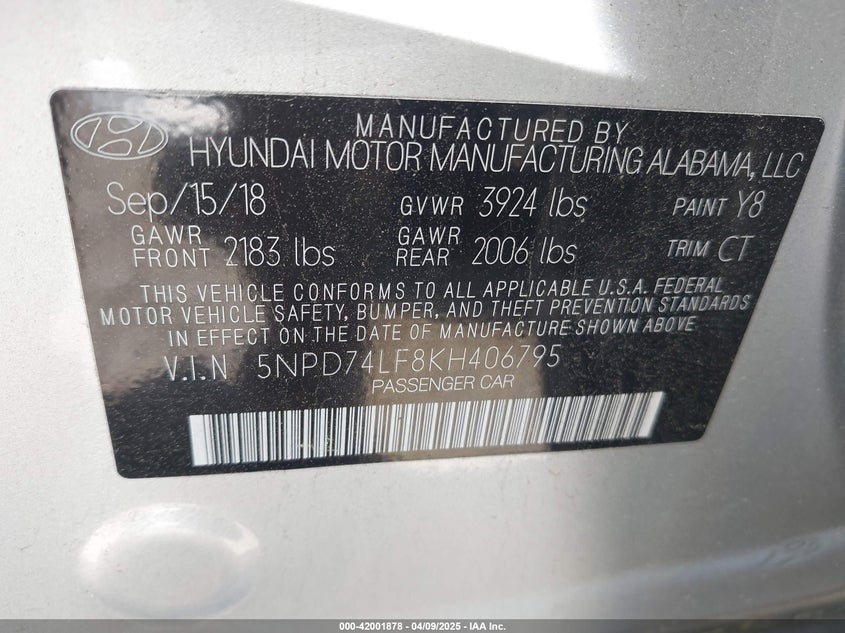 MANUFACTURED BY
HYUNDAI MOTOR MANUFACTURING ALABAMA, LLC
Sep/15/18 GVWR 3924 lbs PAINT Y8
GAWR FRONT 2183 lbs GAWR REAR 2006 lbs TRIM CT
THIS VEHICLE CONFORMS TO ALL APPLICABLE U.S.A. FEDERAL
MOTOR VEHICLE SAFETY, BUMPER, AND THEFT PREVENTION STANDARDS
IN EFFECT ON THE DATE OF MANUFACTURE SHOWN ABOVE
V.I.N 5NPD74LF8KH406795
PASSENGER CAR
000-42001878 | 04/09/2025 - IAA Inc.